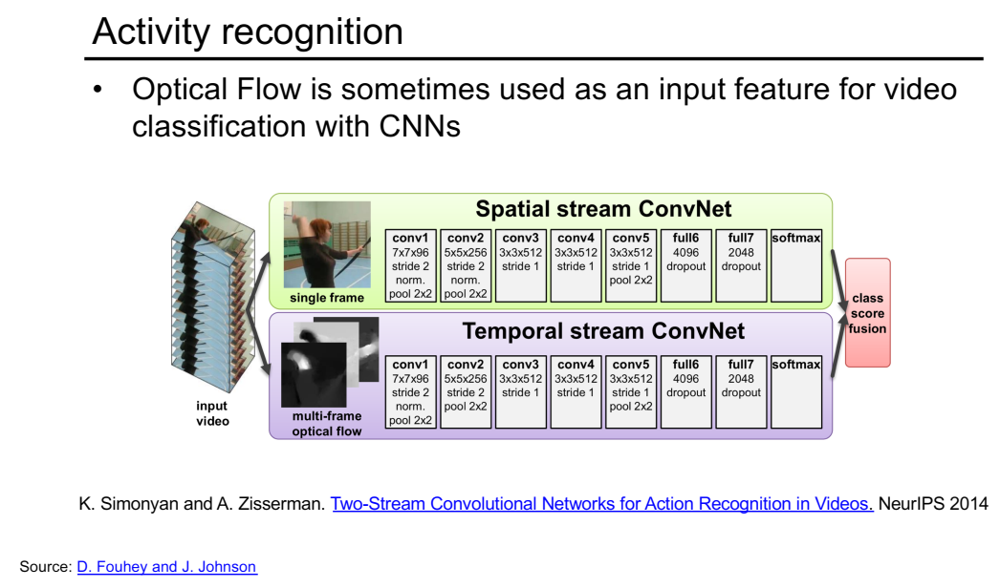 Activity recognition
• Optical Flow is sometimes used as an input feature for video
classification with CNNs
input
video
Spatial stream ConvNet
single frame
conv1
7x7x96
stride 2
norm.
pool 2x2
conv2
5x5x256
stride 2
norm.
pool 2x2
conv3
3x3x512
stride 1
conv4
3x3x512
stride 1
conv5
3x3x512
stride 1
pool 2x2
full6
4096
dropout
full7
2048
dropout
softmax
Temporal stream ConvNet
multi-frame
optical flow
conv1
7x7x96
stride 2
norm.
pool 2x2
conv2
5x5x256
stride 2
pool 2x2
conv3
3x3x512
stride 1
conv4
3x3x512
stride 1
conv5
3x3x512
stride 1
pool 2x2
full6
4096
dropout
full7
2048
dropout
softmax
class
score
fusion
K. Simonyan and A. Zisserman. Two-Stream Convolutional Networks for Action Recognition in Videos. NeurIPS 2014
Source: D. Fouhey and J. Johnson